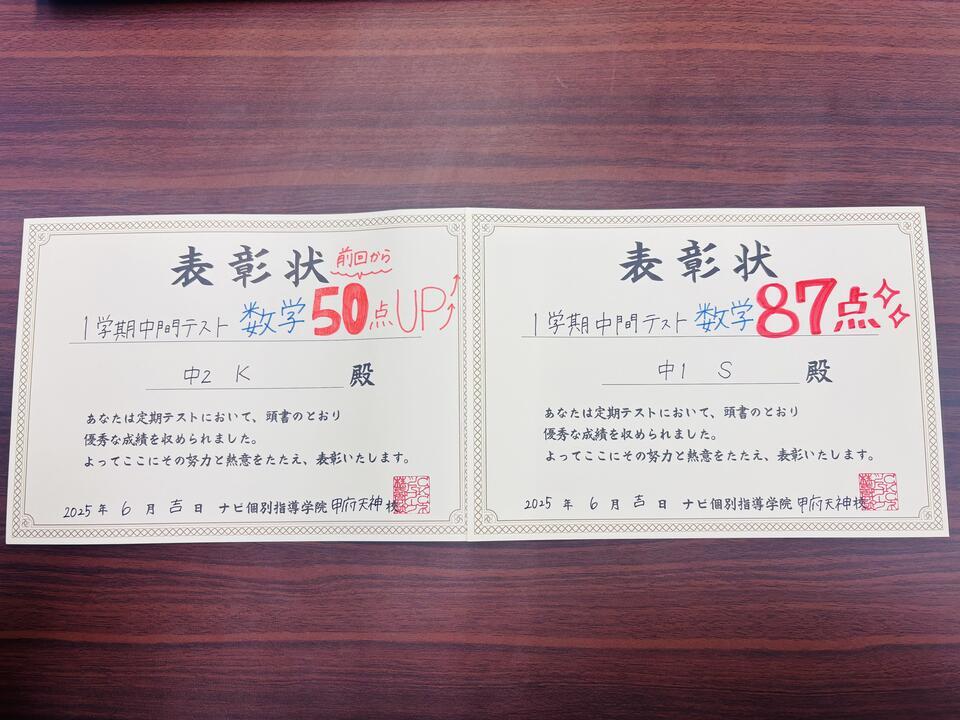 表彰状
前回から
1学期中間テスト 数学50点UP↑↑
中2 K 殿
あなたは定期テストにおいて、頭書のとおり
優秀な成績を収められました。
よってここにその努力と熱意をたたえ、表彰いたします。
2025年 6月 吉日 ナビ個別指導学院 甲府天神校
表彰状
1学期中間テスト 数学87点
中1 S 殿
あなたは定期テストにおいて、頭書のとおり
優秀な成績を収められました。
よってここにその努力と熱意をたたえ、表彰いたします。
2025年 6月 吉日 ナビ個別指導学院 甲府天神校